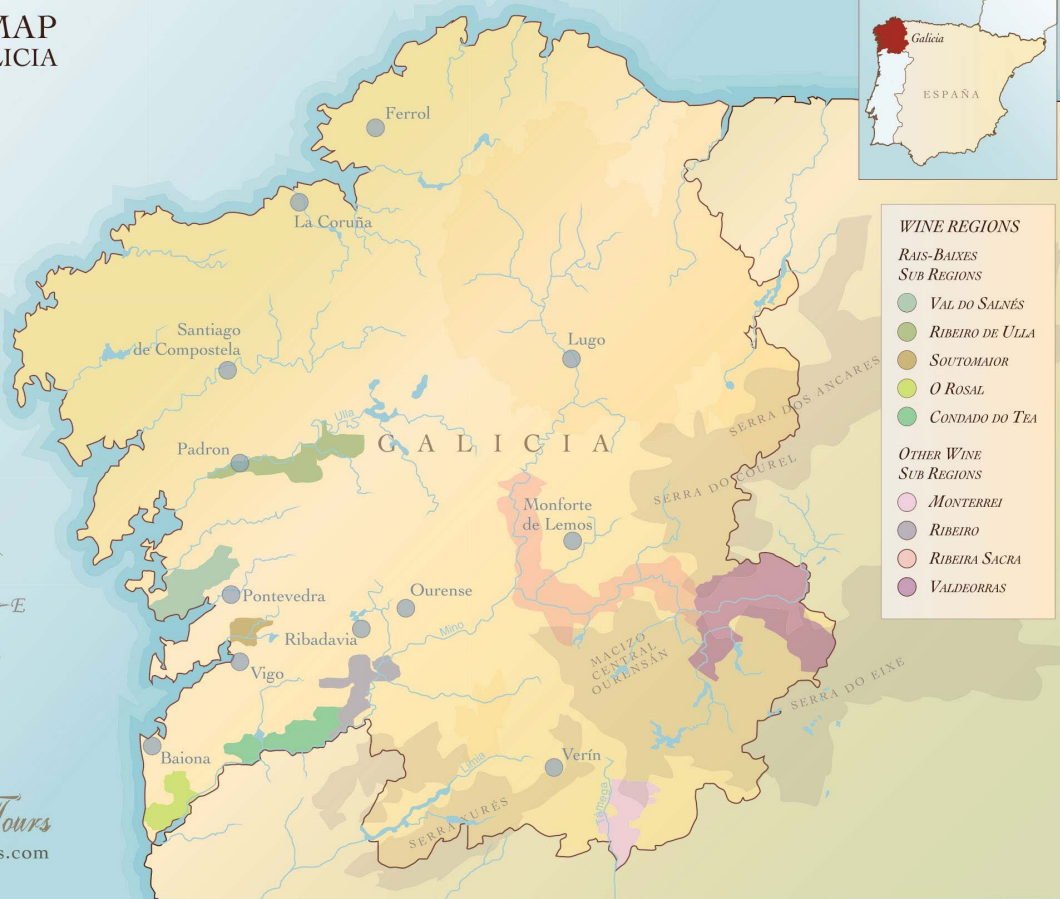 MAP
LICIA
Galicia
ESPAÑA
Ferrol
La Coruña
Santiago
de Compostela
Lugo
Ulla
GALICIA
Padron
SERRA DOS ANCARES
SERRA DO COUREL
Monforte
de Lemos
Pontevedra
Ourense
Ribadavia
Mino
Vigo
MACIZO
CENTRAL
OURENSÁN
SERRA DO EIXE
Baiona
Verín
Limia
Támega
SERRA XURÉS
E
Tours
s.com
WINE REGIONS
RAIS-BAIXES
SUB REGIONS
VAL DO SALNÉS
RIBEIRO DE ULLA
SOUTOMAIOR
O ROSAL
CONDADO DO TEA
OTHER WINE
SUB REGIONS
MONTERREI
RIBEIRO
RIBEIRA SACRA
VALDEORRAS